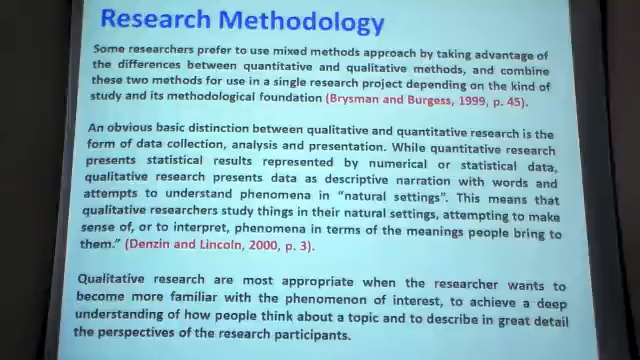 Research Methodology
Some researchers prefer to use mixed methods approach by taking advantage of
the differences between quantitative and qualitative methods, and combine
these two methods for use in a single research project depending on the kind of
study and its methodological foundation (Brysman and Burgess, 1999, p. 45).
An obvious basic distinction between qualitative and quantitative research is the
form of data collection, analysis and presentation. While quantitative research
presents statistical results represented by numerical or statistical data,
qualitative research presents data as descriptive narration with words and
attempts to understand phenomena in “natural settings”. This means that
qualitative researchers study things in their natural settings, attempting to make
sense of, or to interpret, phenomena in terms of the meanings people bring to
them.” (Denzin and Lincoln, 2000, p. 3).
Qualitative research are most appropriate when the researcher wants to
become more familiar with the phenomenon of interest, to achieve a deep
understanding of how people think about a topic and to describe in great detail
the perspectives of the research participants.